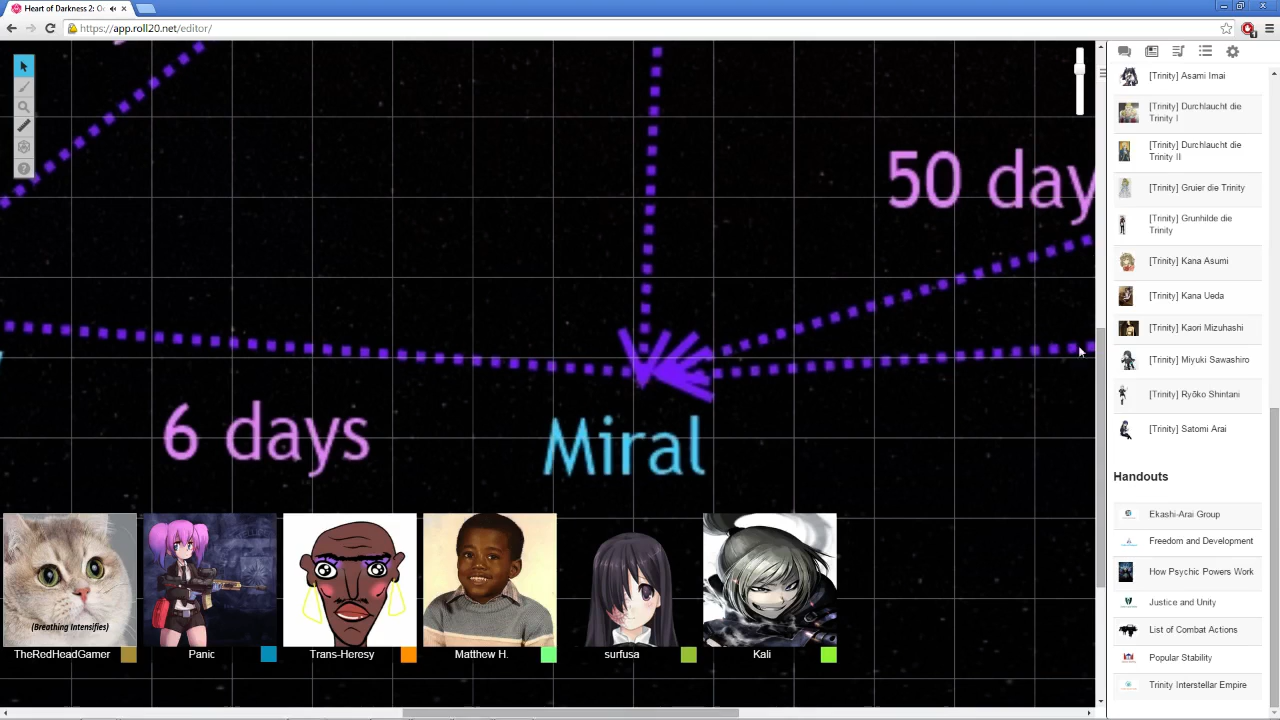 Heart of Darkness 2: Oc
https://app.roll20.net/editor/
50 day
6 days
Miral
(Breathing Intensifies)
TheRedHeadGamer
Panic
Trans-Heresy
Matthew H.
surfusa
Kali
[Trinity] Asami Imai
[Trinity] Durchlaucht die
Trinity I
[Trinity] Durchlaucht die
Trinity II
[Trinity] Gruier die Trinity
[Trinity] Grunhilde die
Trinity
[Trinity] Kana Asumi
[Trinity] Kana Ueda
[Trinity] Kaori Mizuhashi
[Trinity] Miyuki Sawashiro
[Trinity] Ryōko Shintani
[Trinity] Satomi Arai
Handouts
Ekashi-Arai Group
Freedom and Development
How Psychic Powers Work
Justice and Unity
List of Combat Actions
Popular Stability
Trinity Interstellar Empire